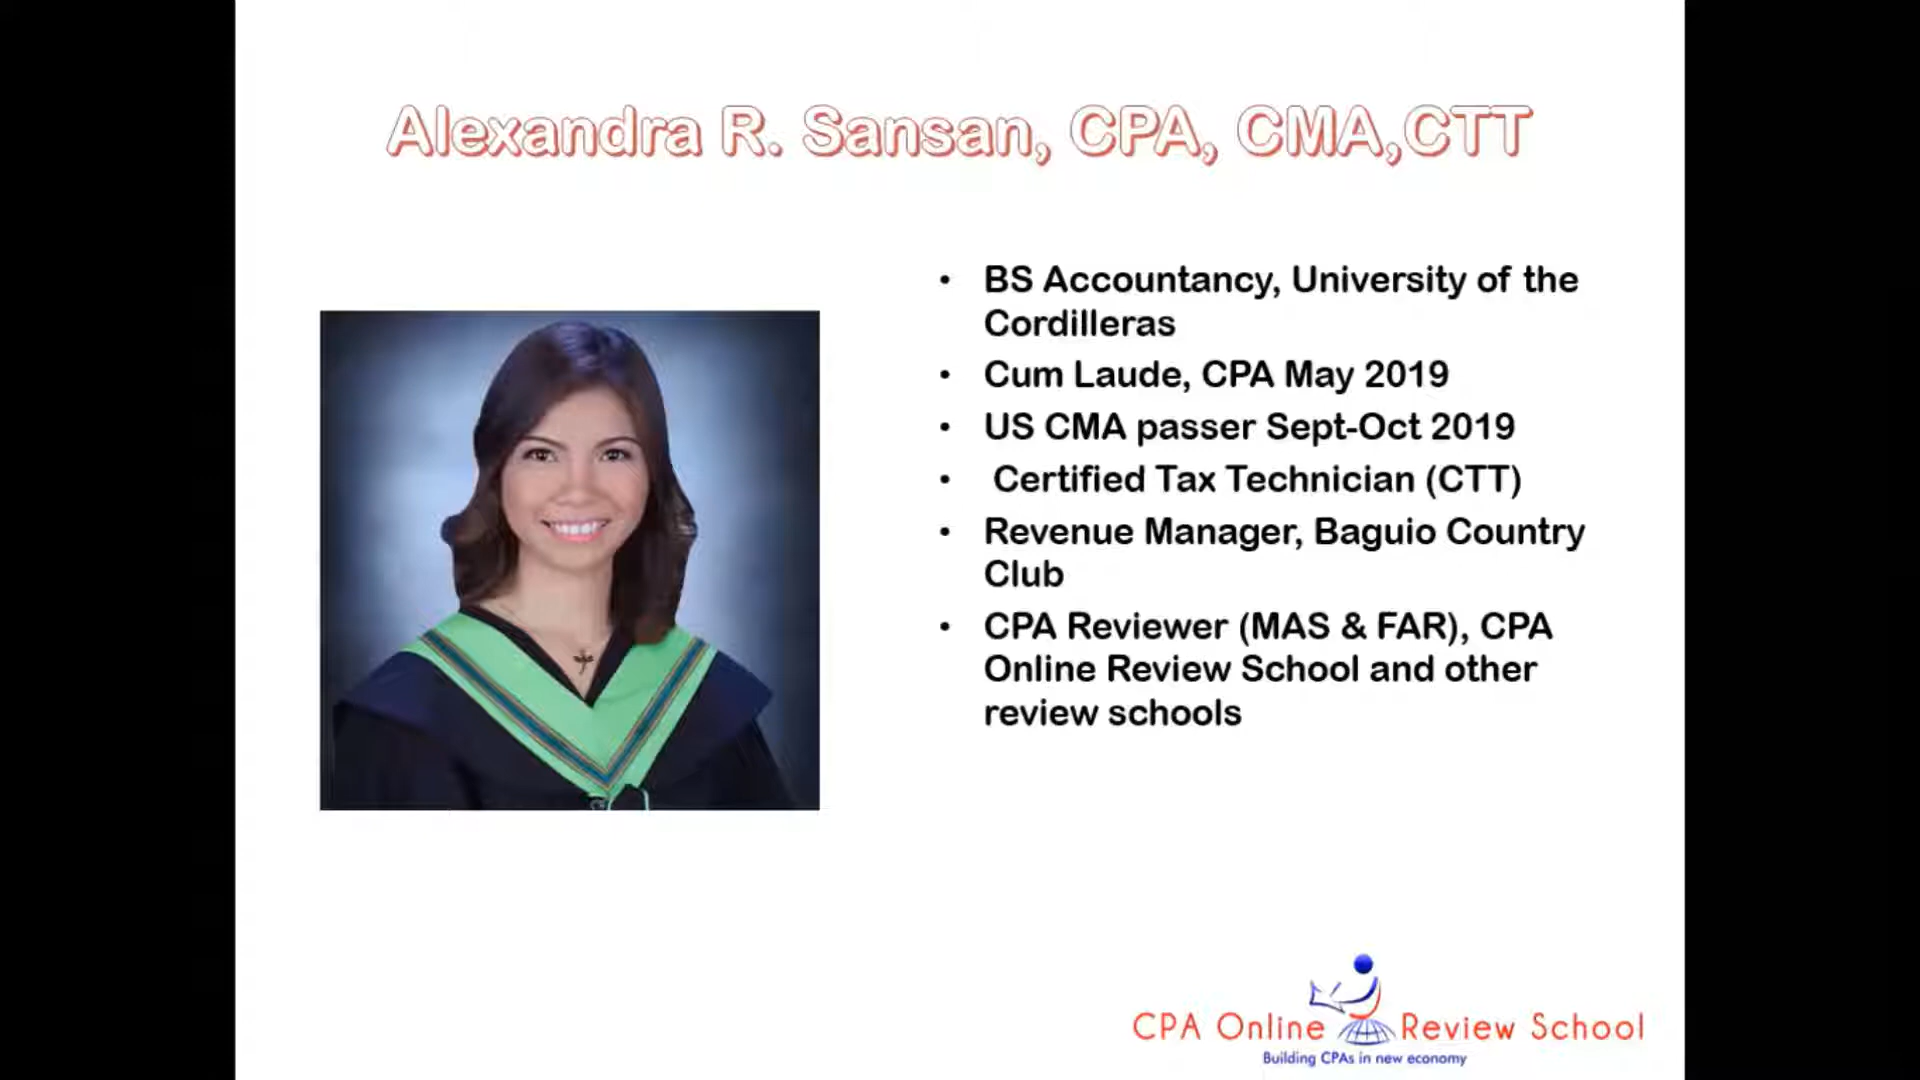 Alexandra R. Sansan, CPA, CMA,CTT
• BS Accountancy, University of the
Cordilleras
• Cum Laude, CPA May 2019
• US CMA passer Sept-Oct 2019
• Certified Tax Technician (CTT)
• Revenue Manager, Baguio Country
Club
• CPA Reviewer (MAS & FAR), CPA
Online Review School and other
review schools
CPA Online Review School
Building CPAs in new economy